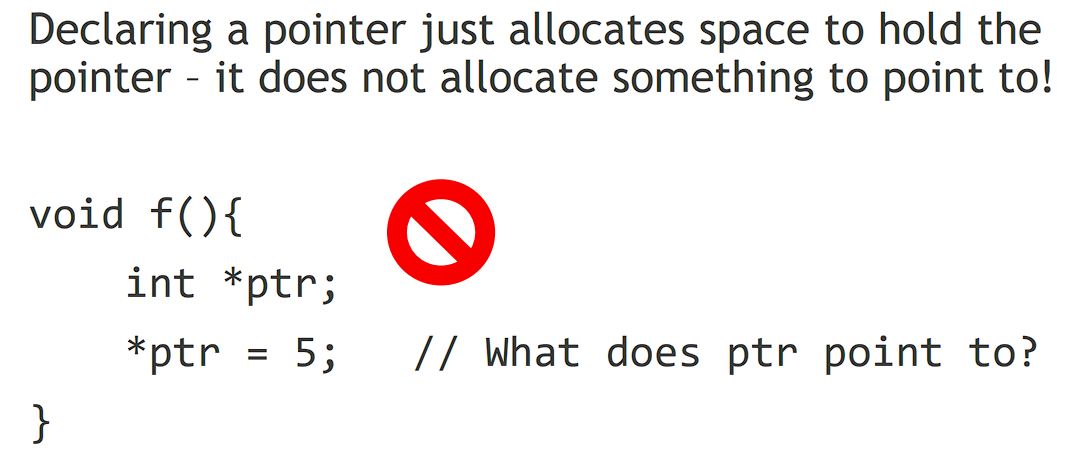 Declaring a pointer just allocates space to hold the
pointer – it does not allocate something to point to!
void f(){
    int *ptr;
    *ptr = 5;   // What does ptr point to?
}